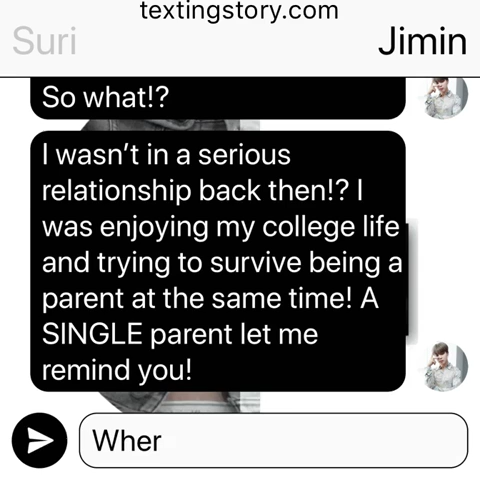 textingstory.com
Suri Jimin
So what!?
I wasn't in a serious
relationship back then!? I
was enjoying my college life
and trying to survive being a
parent at the same time! A
SINGLE parent let me
remind you!
Wher